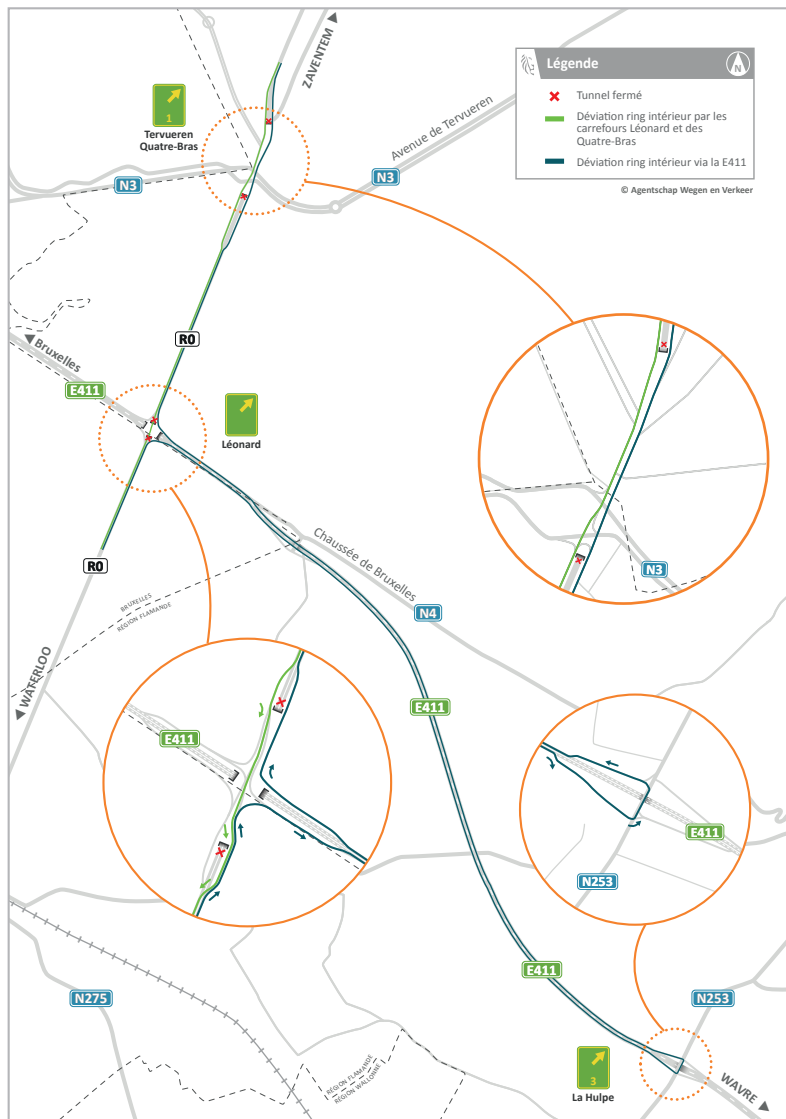 ZAVENTEM
Légende
N
Tunnel fermé
Déviation ring intérieur par les
carrefours Léonard et des
Quatre-Bras
Déviation ring intérieur via la E411
© Agentschap Wegen en Verkeer
1
Tervueren
Quatre-Bras
Avenue de Tervueren
N3
N3
R0
Bruxelles
E411
Léonard
R0
Chaussée de Bruxelles
N3
BRUXELLES
RÉGION FLAMANDE
N4
WATERLOO
E411
E411
E411
N253
E411
N275
N253
3
La Hulpe
RÉGION FLAMANDE
RÉGION WALLONNE
WAVRE